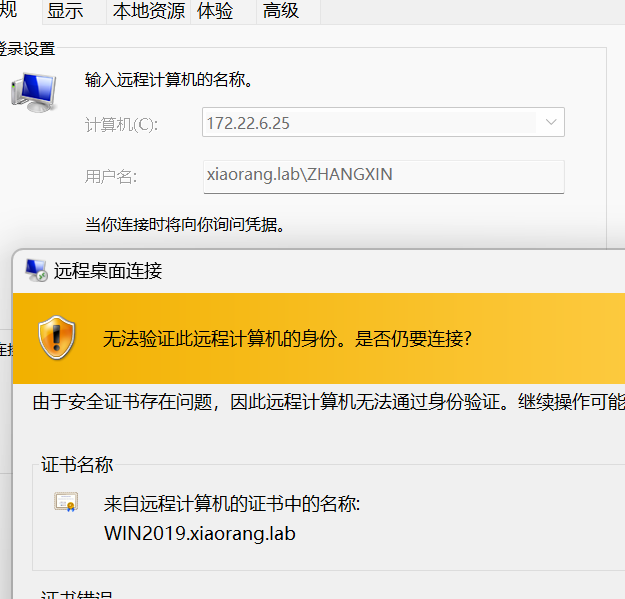 规 显示 本地资源 体验 高级
登录设置
输入远程计算机的名称。
计算机(C):
172.22.6.25
用户名:
xiaorang.lab\ZHANGXIN
当你连接时将向你询问凭据。
远程桌面连接
无法验证此远程计算机的身份。是否仍要连接?
由于安全证书存在问题，因此远程计算机无法通过身份验证。继续操作可能
证书名称
来自远程计算机的证书中的名称:
WIN2019.xiaorang.lab
证书错误